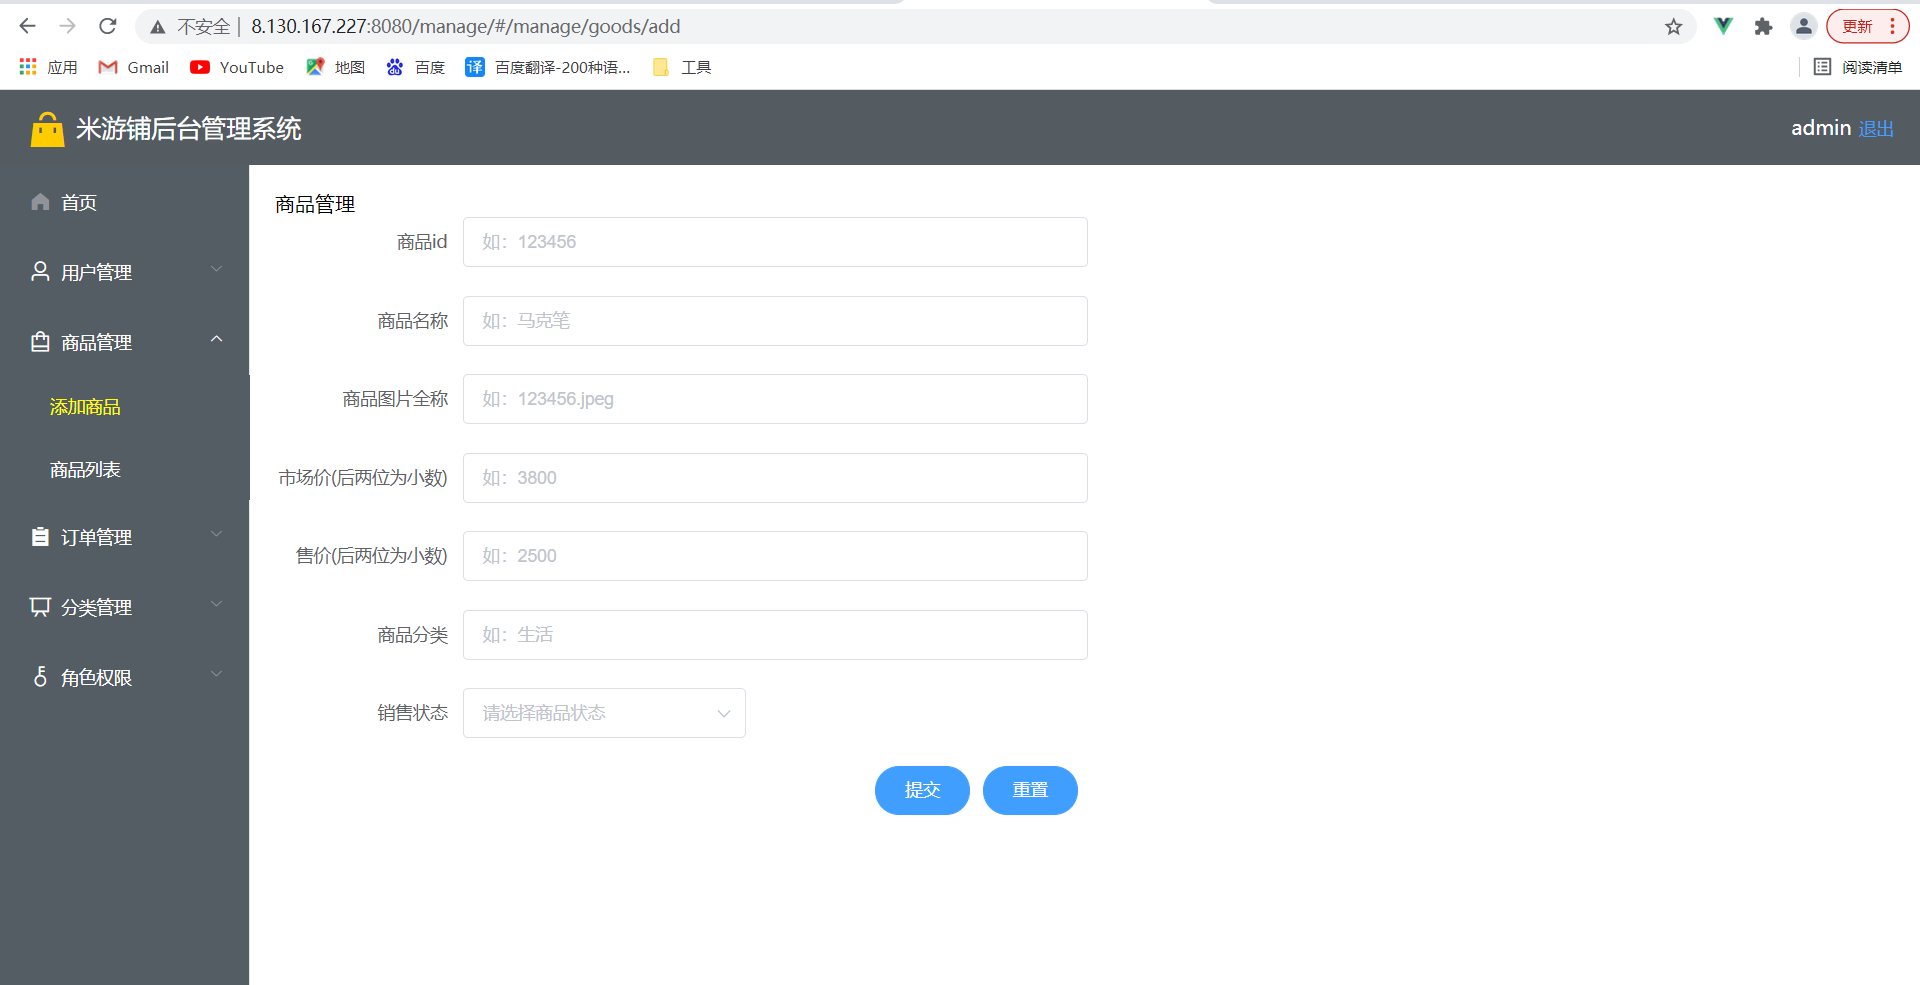 不安全 | 8.130.167.227:8080/manage/#/manage/goods/add
更新
应用 Gmail YouTube 地图 百度 译 百度翻译-200种语... 工具 阅读清单
米游铺后台管理系统
admin 退出
首页
用户管理
商品管理
添加商品
商品列表
订单管理
分类管理
角色权限
商品管理
商品id 如：123456
商品名称 如：马克笔
商品图片全称 如：123456.jpeg
市场价(后两位为小数) 如：3800
售价(后两位为小数) 如：2500
商品分类 如：生活
销售状态 请选择商品状态
提交 重置